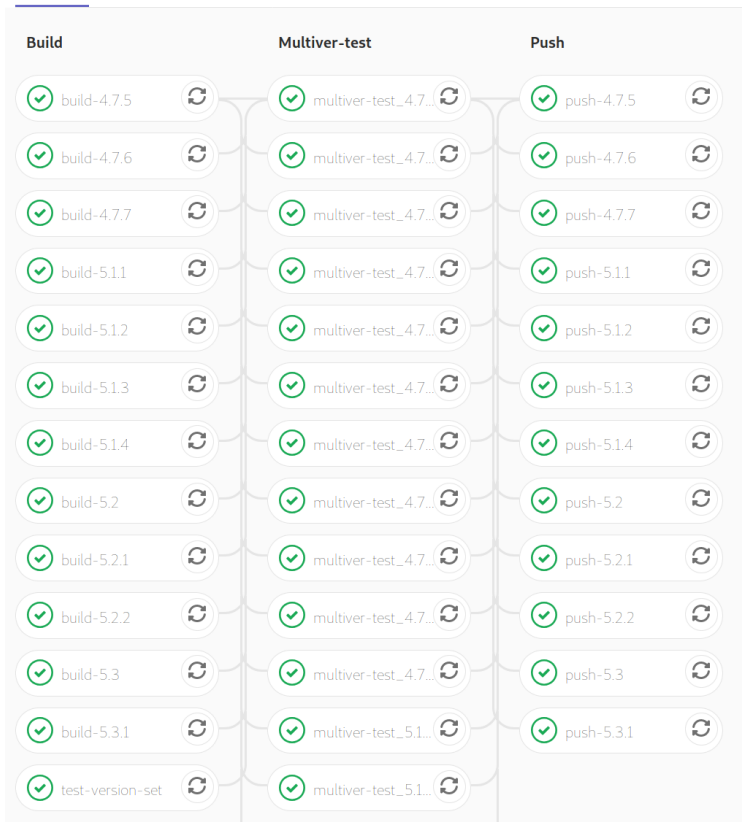 Build
Multiver-test
Push
build-4.7.5
multiver-test_4.7...
push-4.7.5
build-4.7.6
multiver-test_4.7...
push-4.7.6
build-4.7.7
multiver-test_4.7...
push-4.7.7
build-5.1.1
multiver-test_4.7...
push-5.1.1
build-5.1.2
multiver-test_4.7...
push-5.1.2
build-5.1.3
multiver-test_4.7...
push-5.1.3
build-5.1.4
multiver-test_4.7...
push-5.1.4
build-5.2
multiver-test_4.7...
push-5.2
build-5.2.1
multiver-test_4.7...
push-5.2.1
build-5.2.2
multiver-test_4.7...
push-5.2.2
build-5.3
multiver-test_4.7...
push-5.3
build-5.3.1
multiver-test_5.1...
push-5.3.1
test-version-set
multiver-test_5.1...